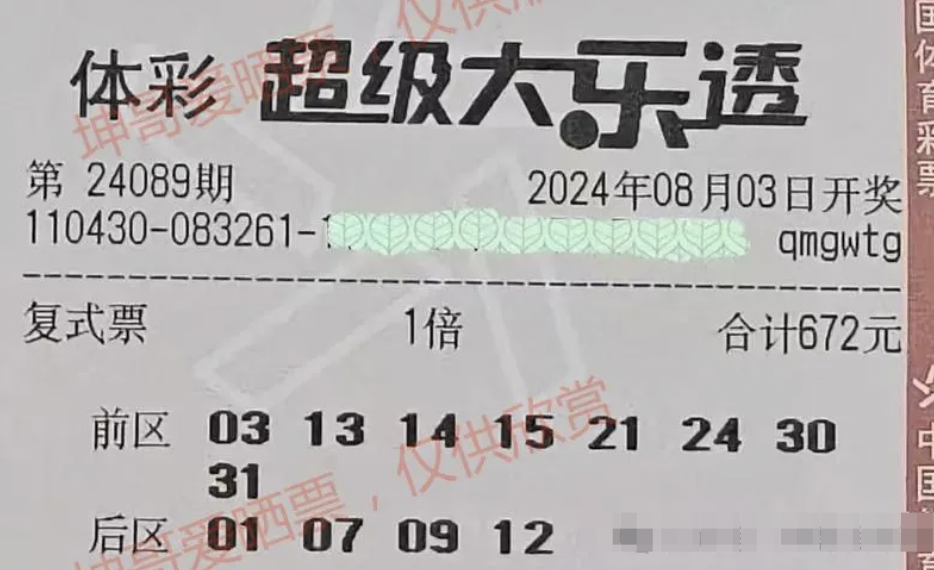 体彩 超级大乐透
第 24089期 2024年08月03日开奖
110430-083261- qmgwtg
复式票 1倍 合计672元
前区 03 13 14 15 21 24 30
31
后区 01 07 09 12
坤哥爱晒票，仅供欣赏
坤哥爱晒票，仅供欣赏
国体育彩票
中国
育